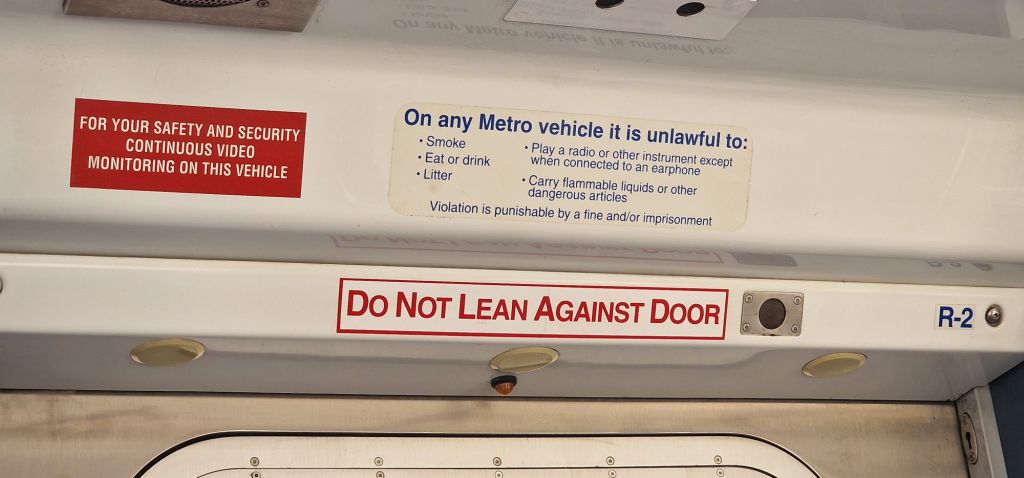 FOR YOUR SAFETY AND SECURITY
CONTINUOUS VIDEO
MONITORING ON THIS VEHICLE
On any Metro vehicle it is unlawful to:
• Smoke
• Eat or drink
• Litter
• Play a radio or other instrument except
when connected to an earphone
• Carry flammable liquids or other
dangerous articles
Violation is punishable by a fine and/or imprisonment
DO NOT LEAN AGAINST DOOR
R-2